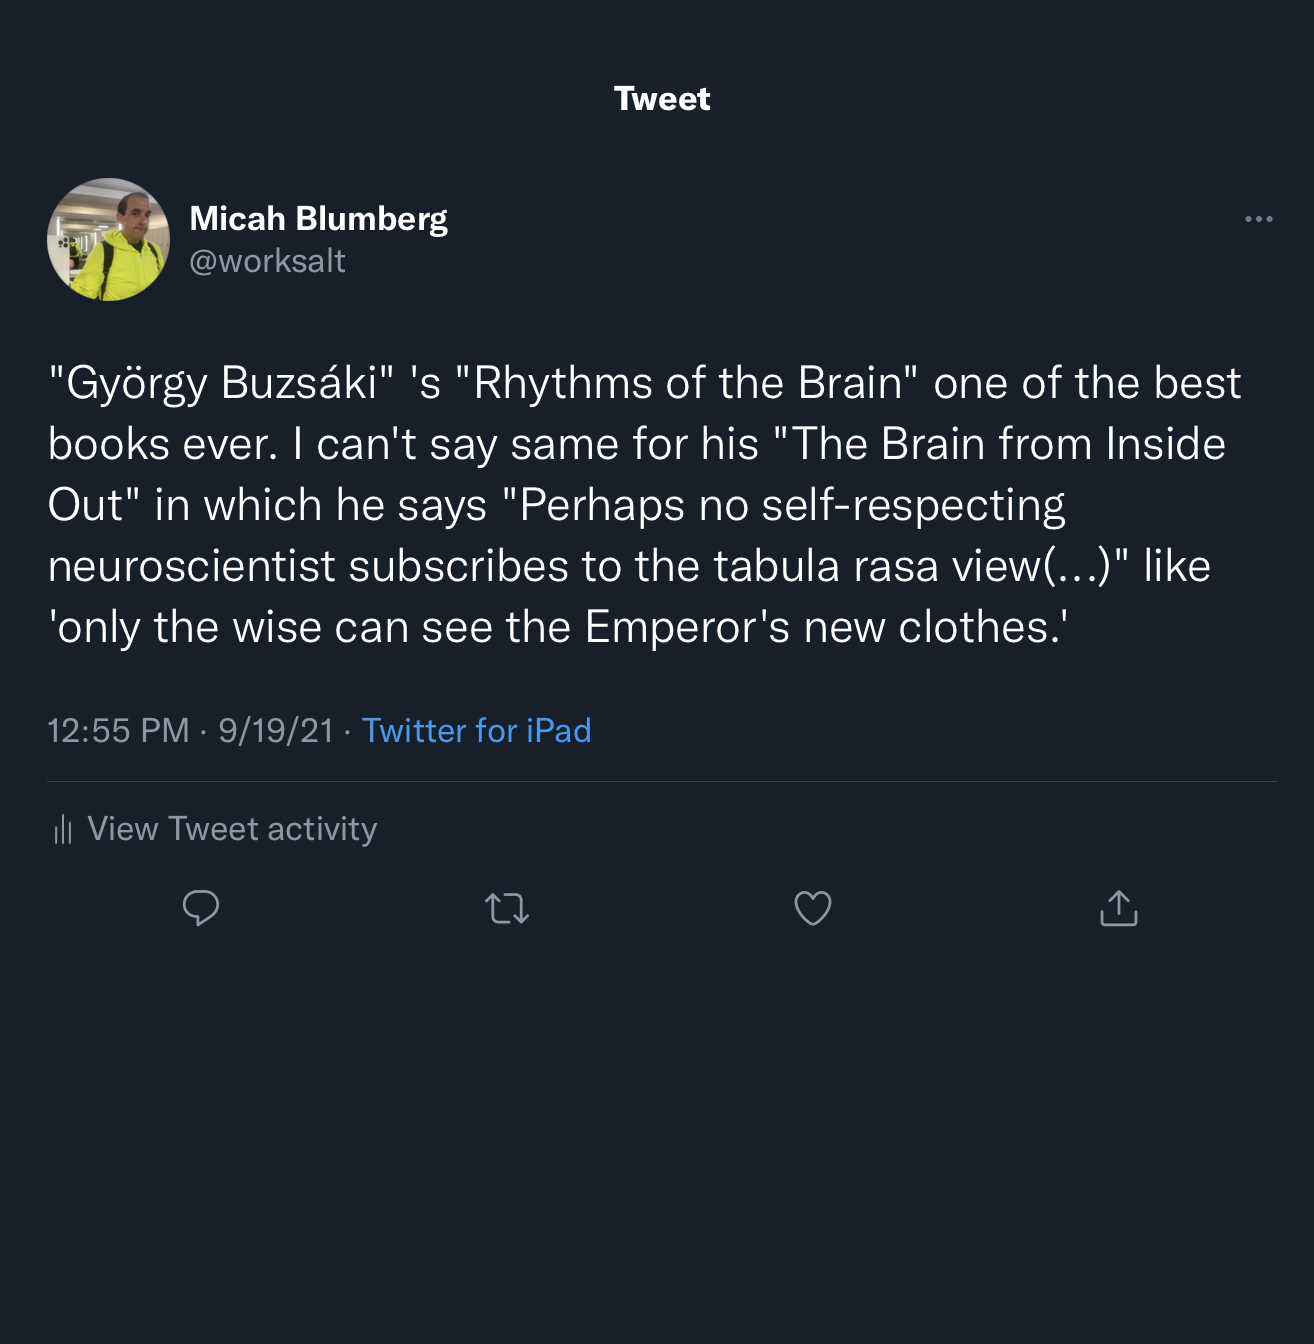 Tweet
Micah Blumberg
@worksalt
"György Buzsáki" 's "Rhythms of the Brain" one of the best
books ever. I can't say same for his "The Brain from Inside
Out" in which he says "Perhaps no self-respecting
neuroscientist subscribes to the tabula rasa view(...)" like
'only the wise can see the Emperor's new clothes.'
12:55 PM · 9/19/21 · Twitter for iPad
View Tweet activity